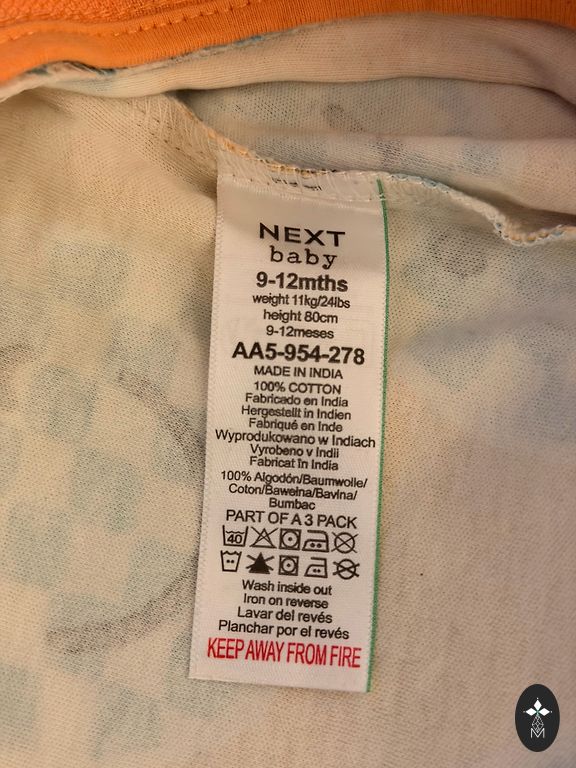 NEXT
baby
9-12mths
weight 11kg/24lbs
height 80cm
9-12meses
AA5-954-278
MADE IN INDIA
100% COTTON
Fabricado en India
Hergestellt in Indien
Fabriqué en Inde
Wyprodukowano w Indiach
Vyrobeno v Indii
Fabricat în India
100% Algodón/Baumwolle/
Coton/Bawełna/Bavlna/
Bumbac
PART OF A 3 PACK
40
Wash inside out
Iron on reverse
Lavar del revés
Planchar por el revés
KEEP AWAY FROM FIRE
M